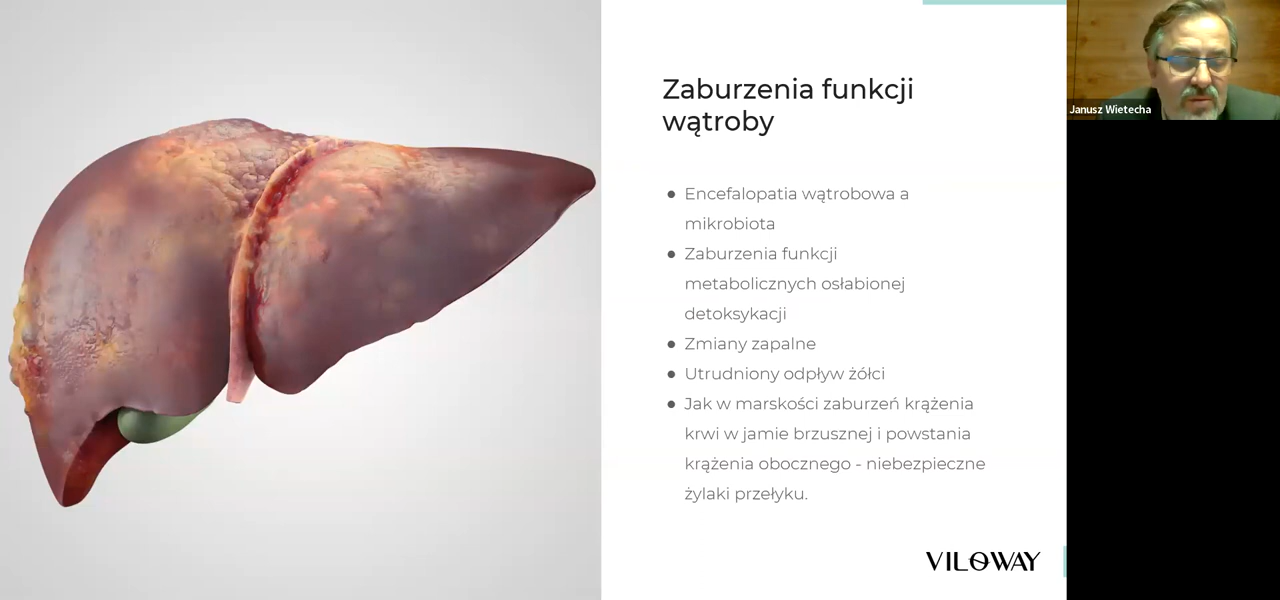 Zaburzenia funkcji
wątroby
● Encefalopatia wątrobowa a
mikrobiota
● Zaburzenia funkcji
metabolicznych osłabionej
detoksykacji
● Zmiany zapalne
● Utrudniony odpływ żółci
● Jak w marskości zaburzeń krążenia
krwi w jamie brzusznej i powstania
krążenia obocznego - niebezpieczne
żylaki przełyku.
VILOWAY
Janusz Wietecha